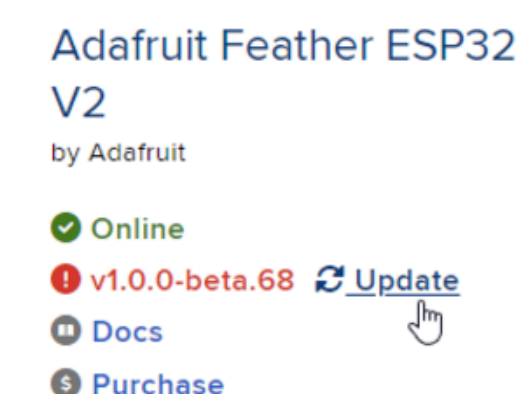 Adafruit Feather ESP32
V2
by Adafruit
Online
v1.0.0-beta.68 Update
Docs
Purchase